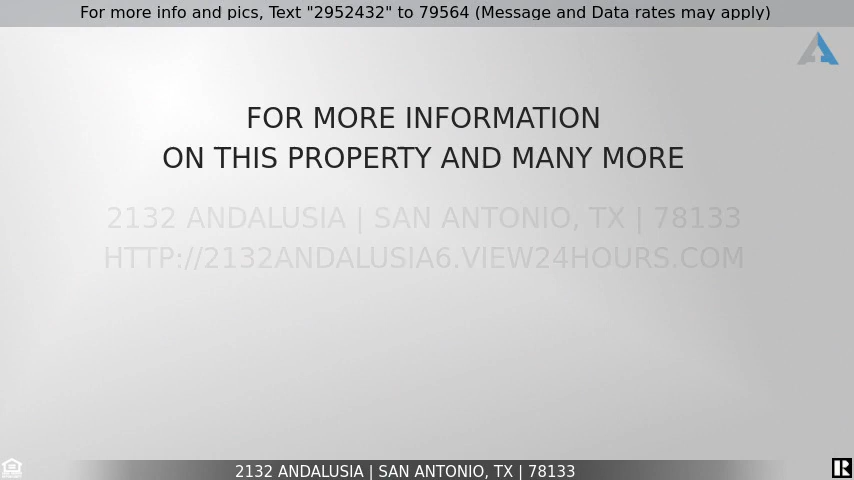 For more info and pics, Text "2952432" to 79564 (Message and Data rates may apply)
FOR MORE INFORMATION
ON THIS PROPERTY AND MANY MORE
2132 ANDALUSIA | SAN ANTONIO, TX | 78133
HTTP://2132ANDALUSIA6.VIEW24HOURS.COM
2132 ANDALUSIA | SAN ANTONIO, TX | 78133